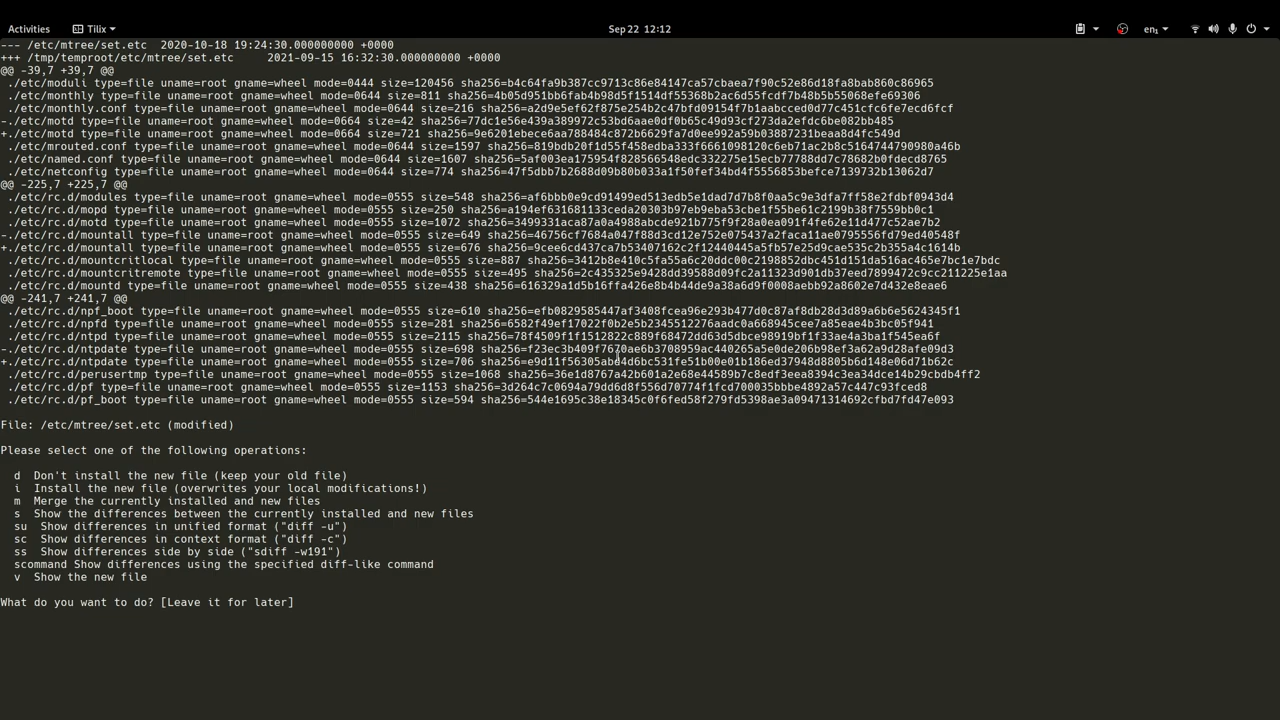 Activities Tilix Sep 22 12:12 en₁
--- /etc/mtree/set.etc 2020-10-18 19:24:30.000000000 +0000
+++ /tmp/temproot/etc/mtree/set.etc 2021-09-15 16:32:30.000000000 +0000
@@ -39,7 +39,7 @@
./etc/moduli type=file uname=root gname=wheel mode=0444 size=120456 sha256=b4c64fa9b387cc9713c86e84147ca57cbaea7f90c52e86d18fa8bab860c86965
./etc/monthly type=file uname=root gname=wheel mode=0644 size=811 sha256=4b05d951bb6fab4b98d5f1514df55368b2ac6d55fcdf7b48b5b55068efe69306
./etc/monthly.conf type=file uname=root gname=wheel mode=0644 size=216 sha256=a2d9e5ef62f875e254b2c47bfd09154f7b1aabcced0d77c451cfc6fe7ecd6fcf
-./etc/motd type=file uname=root gname=wheel mode=0664 size=42 sha256=77dc1e56e439a389972c53bd6aae0df0b65c49d93cf273da2efdc6be082bb485
+./etc/motd type=file uname=root gname=wheel mode=0664 size=721 sha256=9e6201ebece6aa788484c872b6629fa7d0ee992a59b03887231beaa8d4fc549d
./etc/mrouted.conf type=file uname=root gname=wheel mode=0644 size=1597 sha256=819bdb20f1d55f458edba333f6661098120c6eb71ac2b8c5164744790980a46b
./etc/named.conf type=file uname=root gname=wheel mode=0644 size=1607 sha256=5af003ea175954f828566548edc332275e15ecb77788dd7c78682b0fdecd8765
./etc/netconfig type=file uname=root gname=wheel mode=0644 size=774 sha256=47f5dbb7b2688d09b80b033a1f50fef34bd4f5556853befce7139732b13062d7
@@ -225,7 +225,7 @@
./etc/rc.d/modules type=file uname=root gname=wheel mode=0555 size=548 sha256=af6bbb0e9cd91499ed513edb5e1dad7d7b8f0aa5c9e3dfa7ff58e2fdbf0943d4
./etc/rc.d/mopd type=file uname=root gname=wheel mode=0555 size=250 sha256=a194ef631681133ceda20303b97eb9eba53cbe1f55be61c2199b38f7559bb0c1
./etc/rc.d/motd type=file uname=root gname=wheel mode=0555 size=1072 sha256=3499331aca87a0a4988abcde921b775f9f28a0ea091f4fe62e11d477c52ae7b2
-./etc/rc.d/mountall type=file uname=root gname=wheel mode=0555 size=649 sha256=46756cf7684a047f88d3cd12e752e075437a2faca11ae0795556fd79ed40548f
+./etc/rc.d/mountall type=file uname=root gname=wheel mode=0555 size=676 sha256=9cee6cd437ca7b53407162c2f12440445a5fb57e25d9cae535c2b355a4c1614b
./etc/rc.d/mountcritlocal type=file uname=root gname=wheel mode=0555 size=887 sha256=3412b8e410c5fa55a6c20ddc00c2198852dbc451d151da516ac465e7bc1e7bdc
./etc/rc.d/mountcritremote type=file uname=root gname=wheel mode=0555 size=495 sha256=2c435325e9428dd39588d09fc2a11323d901db37eed7899472c9cc211225e1aa
./etc/rc.d/mountd type=file uname=root gname=wheel mode=0555 size=438 sha256=616329a1d5b16ffa426e8b4b44de9a38a6d9f0008aebb92a8602e7d432e8eae6
@@ -241,7 +241,7 @@
./etc/rc.d/npf_boot type=file uname=root gname=wheel mode=0555 size=610 sha256=efb0829585447af3408fcea96e293b477d0c87af8db28d3d89a6b6e5624345f1
./etc/rc.d/npfd type=file uname=root gname=wheel mode=0555 size=281 sha256=6582f49ef17022f0b2e5b2345512276aadc0a668945cee7a85eae4b3bc05f941
./etc/rc.d/ntpd type=file uname=root gname=wheel mode=0555 size=2115 sha256=78f4509f1f1512822c889f68472dd63d5dbce98919bf1f33ae4a3ba1f545ea6f
-./etc/rc.d/ntpdate type=file uname=root gname=wheel mode=0555 size=698 sha256=f23ec3b409f7670ae6b3708959ac440265a5e0de206b98ef3a62a9d28afe09d3
+./etc/rc.d/ntpdate type=file uname=root gname=wheel mode=0555 size=706 sha256=e9d11f56305abd4d6bc531fe51b00e01b186ed37948d8805b6d148e06d71b62c
./etc/rc.d/perusertmp type=file uname=root gname=wheel mode=0555 size=1068 sha256=36e1d8767a42b601a2e68e44589b7c8edf3eea8394c3ea34dce14b29cbdb4ff2
./etc/rc.d/pf type=file uname=root gname=wheel mode=0555 size=1153 sha256=3d264c7c0694a79dd6d8f556d70774f1fcd700035bbbe4892a57c447c93fced8
./etc/rc.d/pf_boot type=file uname=root gname=wheel mode=0555 size=594 sha256=544e1695c38e18345c0f6fed58f279fd5398ae3a09471314692cfbd7fd47e093
File: /etc/mtree/set.etc (modified)
Please select one of the following operations:
d Don't install the new file (keep your old file)
i Install the new file (overwrites your local modifications!)
m Merge the currently installed and new files
s Show the differences between the currently installed and new files
su Show differences in unified format ("diff -u")
sc Show differences in context format ("diff -c")
ss Show differences side by side ("sdiff -w191")
scommand Show differences using the specified diff-like command
v Show the new file
What do you want to do? [Leave it for later]